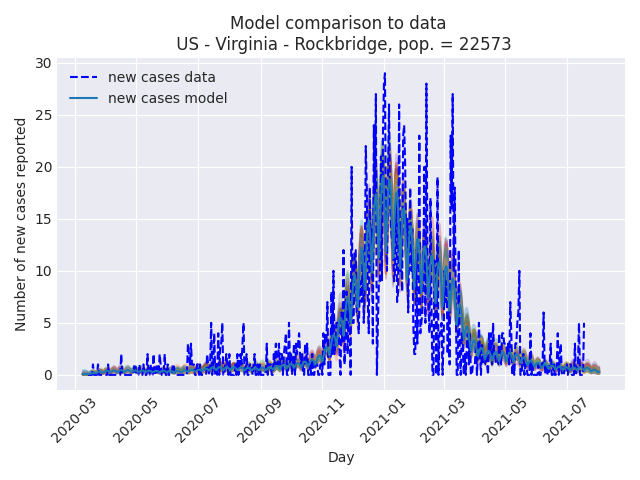 Model comparison to data
US - Virginia - Rockbridge, pop. = 22573
new cases data
new cases model
Number of new cases reported
30
25
20
15
10
5
0
2020-03
2020-05
2020-07
2020-09
2020-11
2021-01
2021-03
2021-05
2021-07
Day